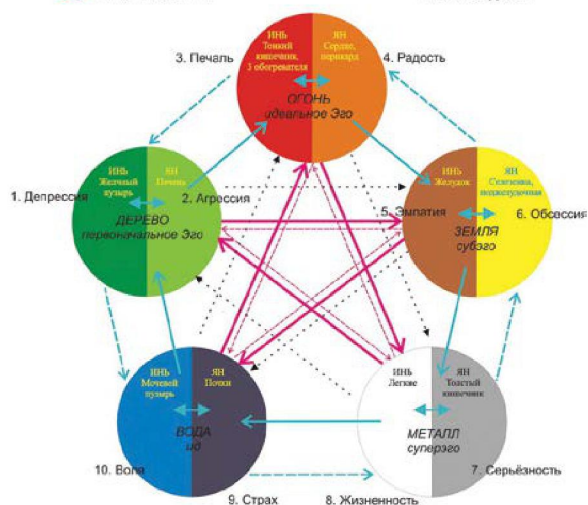 3. Печаль
4. Радость
ИНЬ
Тонкий
кишечник,
3 обогревателя
ЯН
Сердце,
перикард
ОГОНЬ
идеальное Эго
ИНЬ
Желчный
пузырь
ЯН
Печень
1. Депрессия
2. Агрессия
ДЕРЕВО
первоначальное Эго
ИНЬ
Желудок
ЯН
Селезенка,
поджелудочная
5. Эмпатия
6. Обсессия
ЗЕМЛЯ
субэго
ИНЬ
Мочевой
пузырь
ЯН
Почки
ВОДА
ид
10. Воля
9. Страх
ИНЬ
Легкие
ЯН
Толстый
кишечник
МЕТАЛЛ
суперэго
7. Серьёзность
8. Жизненность